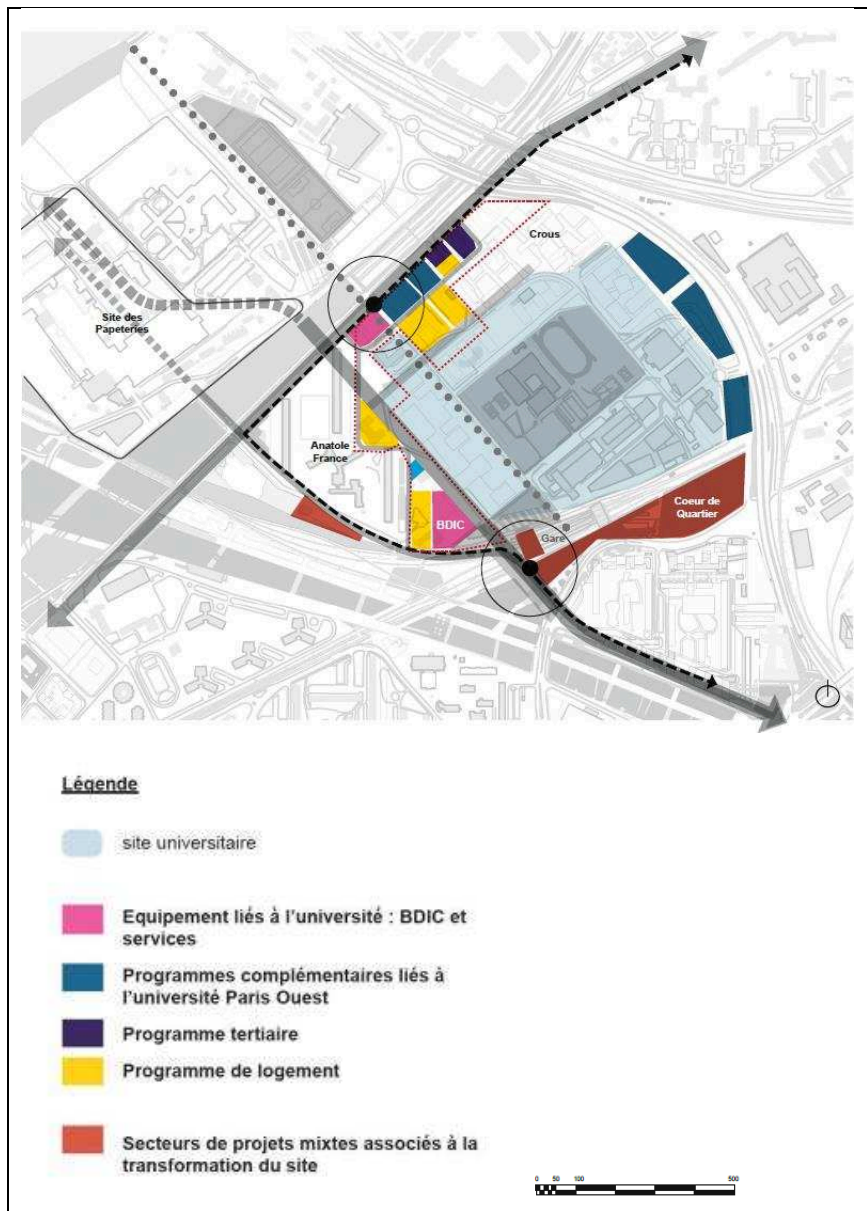 Crous
Site des
Papeteries
Anatole
France
BDIC
Gare
Coeur de
Quartier
Légende
site universitaire
Equipement liés à l'université : BDIC et
services
Programmes complémentaires liés à
l'université Paris Ouest
Programme tertiaire
Programme de logement
Secteurs de projets mixtes associés à la
transformation du site
0 50 100 500